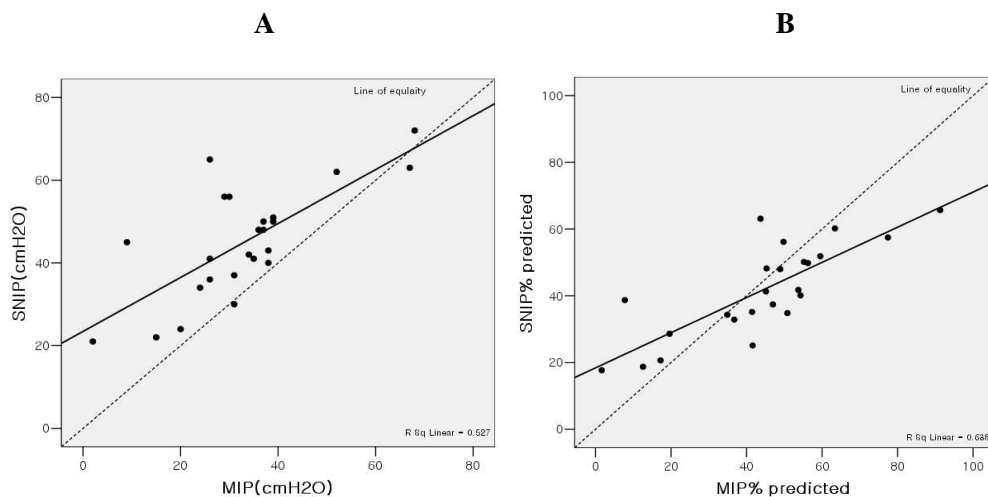 A
B
Line of equlaity
80
60
40
20
0
SNIP(cmH2O)
R Sq Linear = 0.527
0
20
40
60
80
MIP(cmH2O)
Line of equality
100
80
60
40
20
0
SNIP% predicted
R Sq Linear =
0
20
40
60
80
100
MIP% predicted